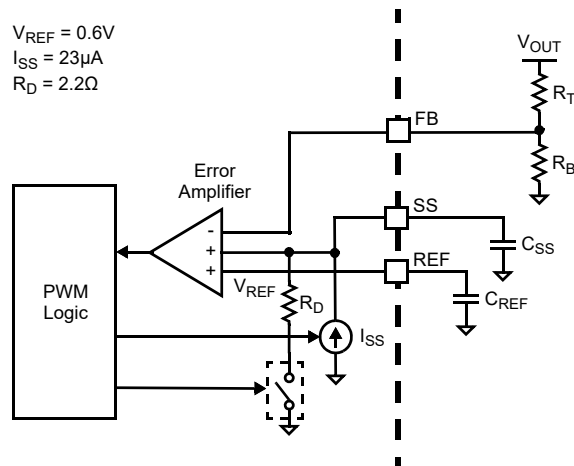 V_REF = 0.6V
I_SS = 23µA
R_D = 2.2Ω
V_OUT
R_T
FB
R_B
Error
Amplifier
-
+
+
SS
C_SS
REF
V_REF
C_REF
R_D
PWM
Logic
I_SS